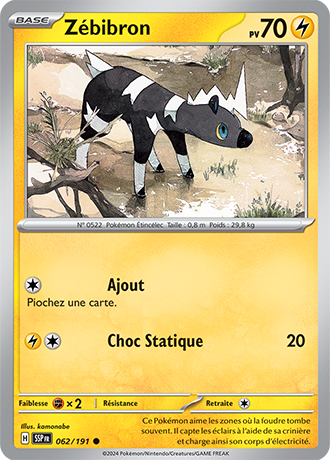 BASE Zébibron PV 70
N° 0522 Pokémon Étincélec Taille : 0,8 m Poids : 29,8 kg
Ajout
Piochez une carte.
Choc Statique 20
Faiblesse × 2 Résistance Retraite
Illus. kamonabe
H SSP FR 062/191
Ce Pokémon aime les zones où la foudre tombe
souvent. Il capte les éclairs à l'aide de sa crinière
et charge ainsi son corps d'électricité.
©2024 Pokémon/Nintendo/Creatures/GAME FREAK